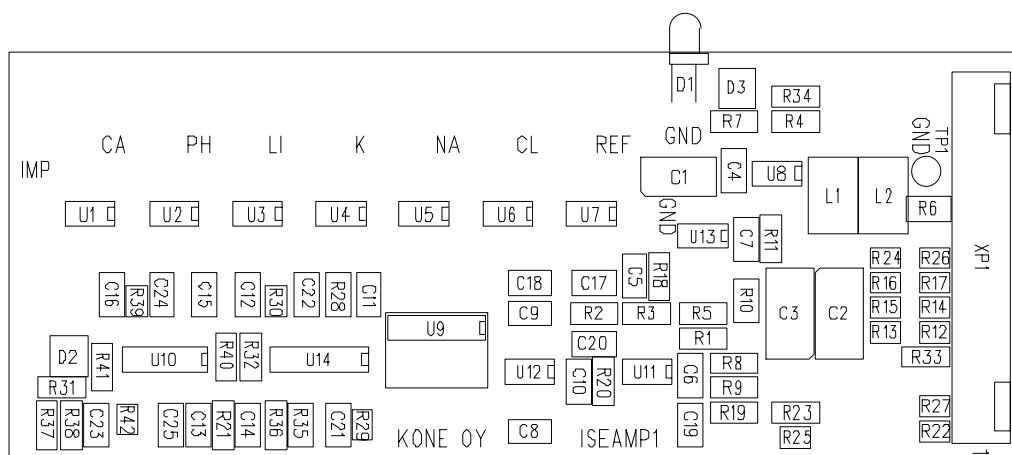 D1 D3
R34
R7 R4
CA PH LI K NA CL REF GND
GND TP1
IMP
C1 C4 U8 L1 L2
U1 U2 U3 U4 U5 U6 U7 GND R6
U13 C7 R11
XP1
R24 R26
C16 R39 C24 C15 C12 R30 C22 R28 C11 C18 C17 C5 R18 R16 R17
R10
C9 R2 R3 R5 C3 C2 R15 R14
U9 R13 R12
R1
D2 R41 U10 R40 R32 U14 C20 R33
U12 C10 R20 U11 C6 R8
R31 R9
R37 R38 C23 R42 C25 C13 R21 C14 R36 R35 C21 R29 R19 R23 R27
KONE OY C8 ISEAMP1 C19 R25 R22
1